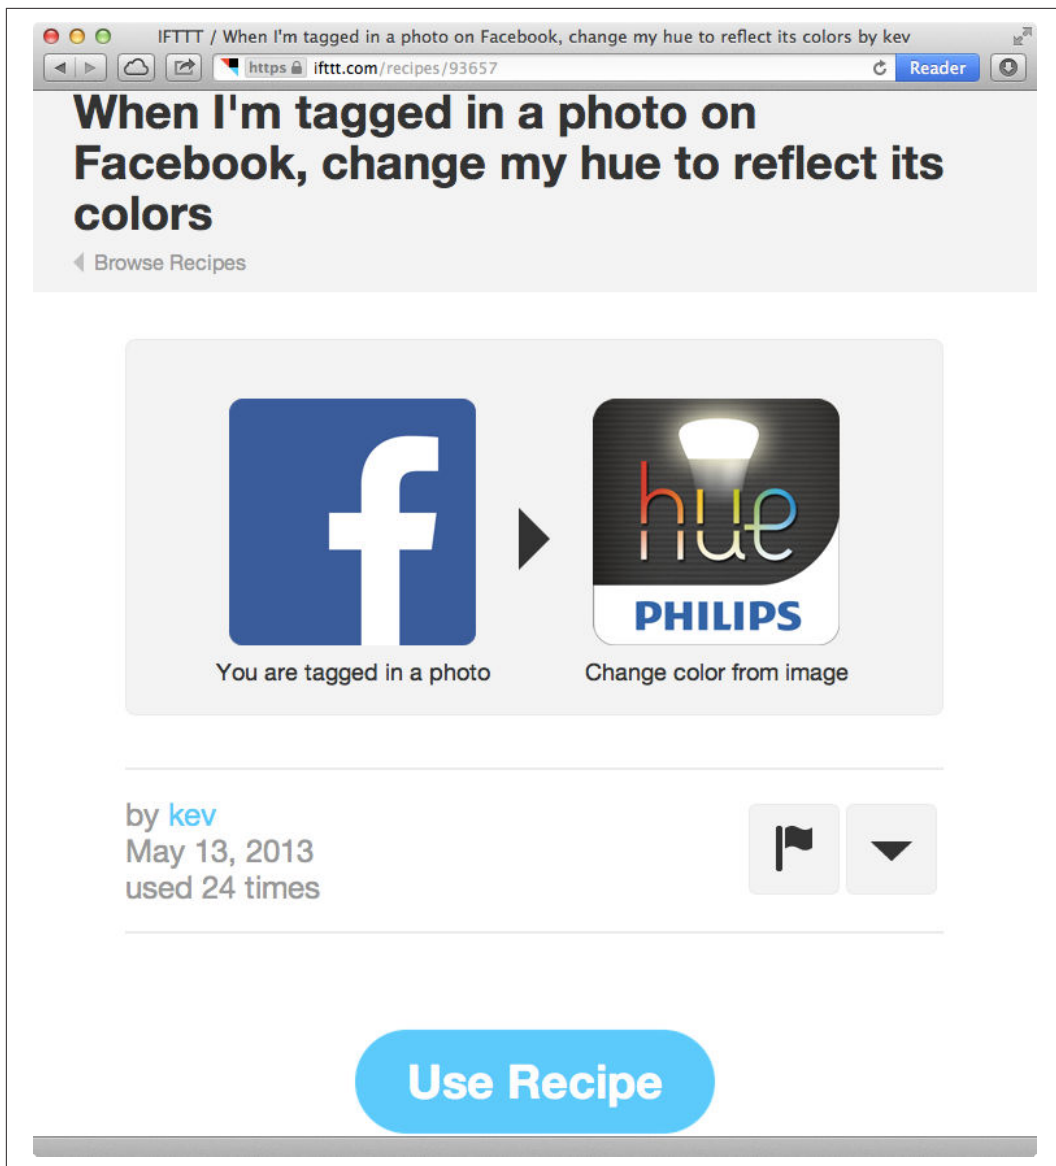 IFTTT / When I'm tagged in a photo on Facebook, change my hue to reflect its colors by kev
https ifttt.com/recipes/93657 Reader
When I'm tagged in a photo on
Facebook, change my hue to reflect its
colors
Browse Recipes
f
hue
PHILIPS
You are tagged in a photo
Change color from image
by kev
May 13, 2013
used 24 times
Use Recipe